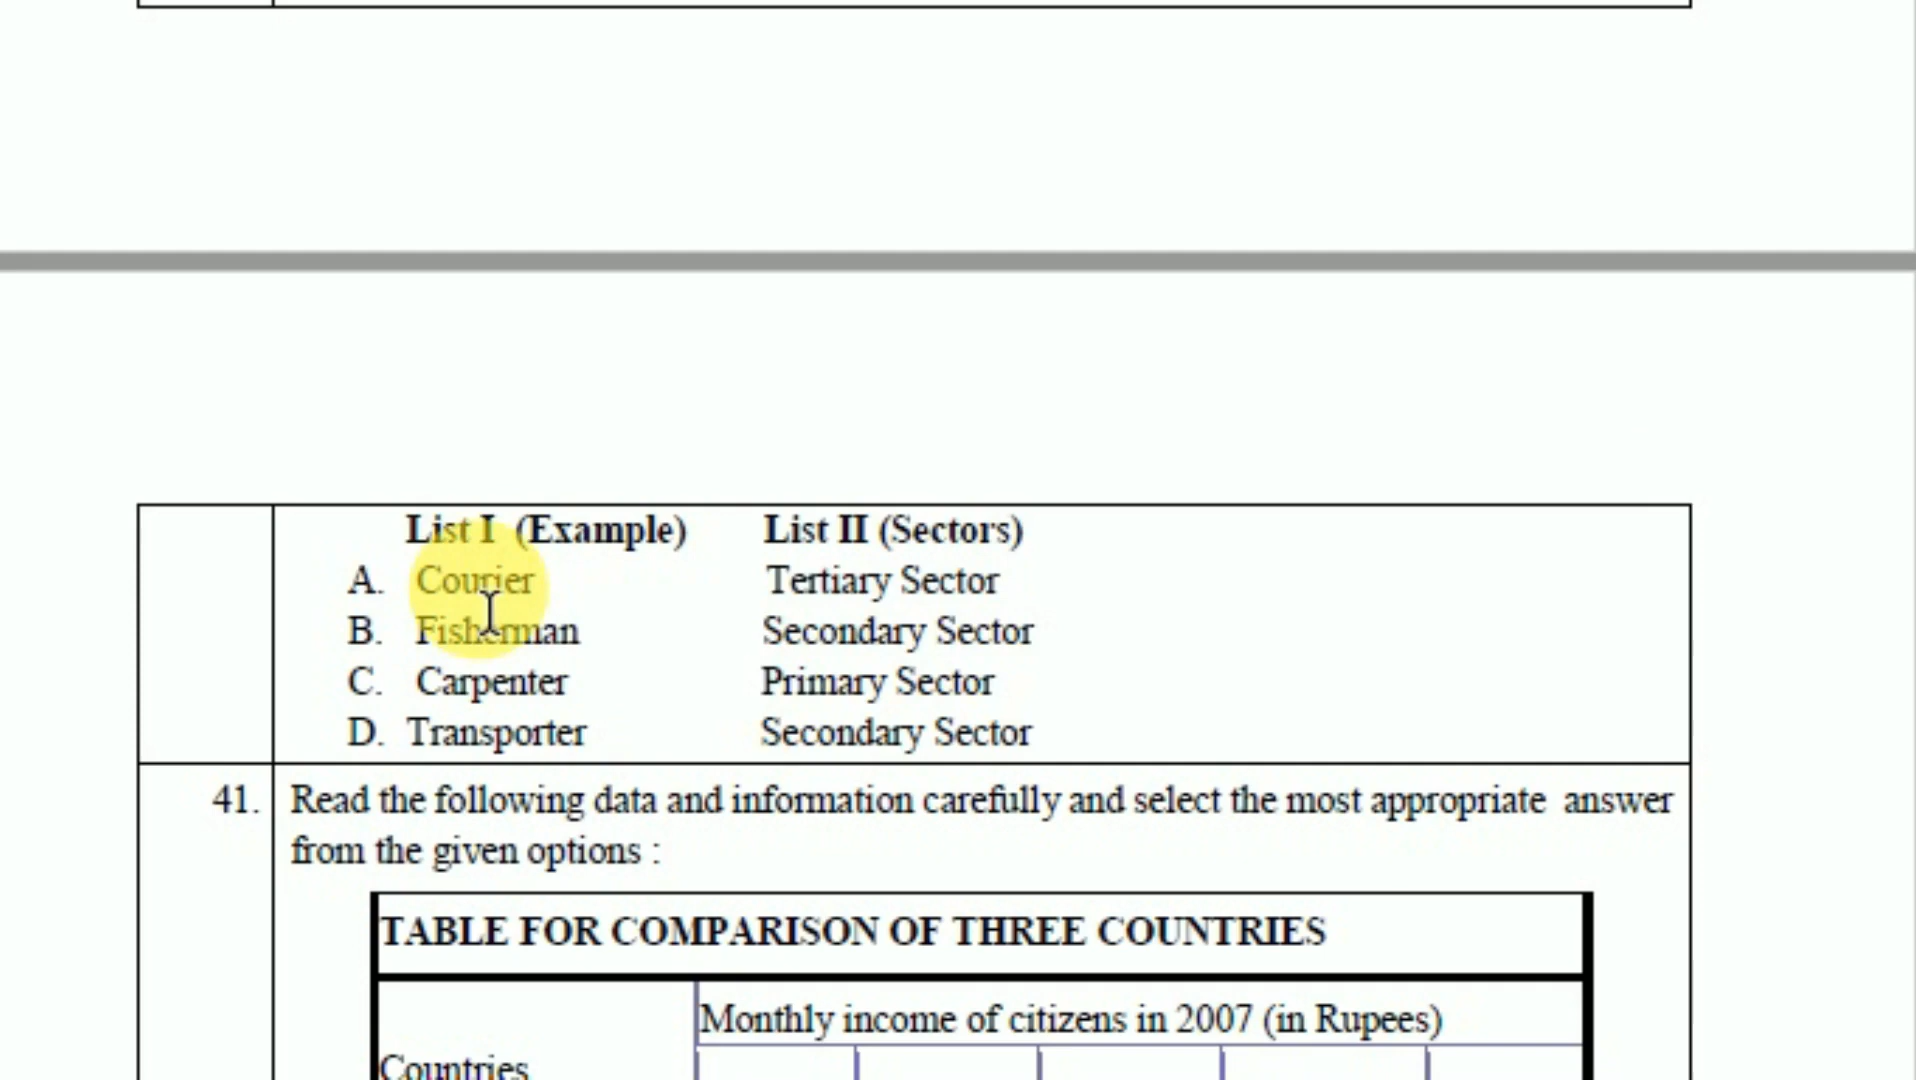 List I (Example) List II (Sectors)
A. Courier Tertiary Sector
B. Fisherman Secondary Sector
C. Carpenter Primary Sector
D. Transporter Secondary Sector
41. Read the following data and information carefully and select the most appropriate answer
from the given options :
TABLE FOR COMPARISON OF THREE COUNTRIES
Monthly income of citizens in 2007 (in Rupees)
Countries